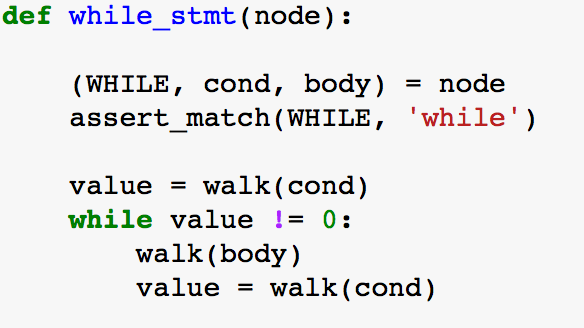 def while_stmt(node):
(WHILE, cond, body) = node
assert_match(WHILE, 'while')
value = walk(cond)
while value != 0:
walk(body)
value = walk(cond)